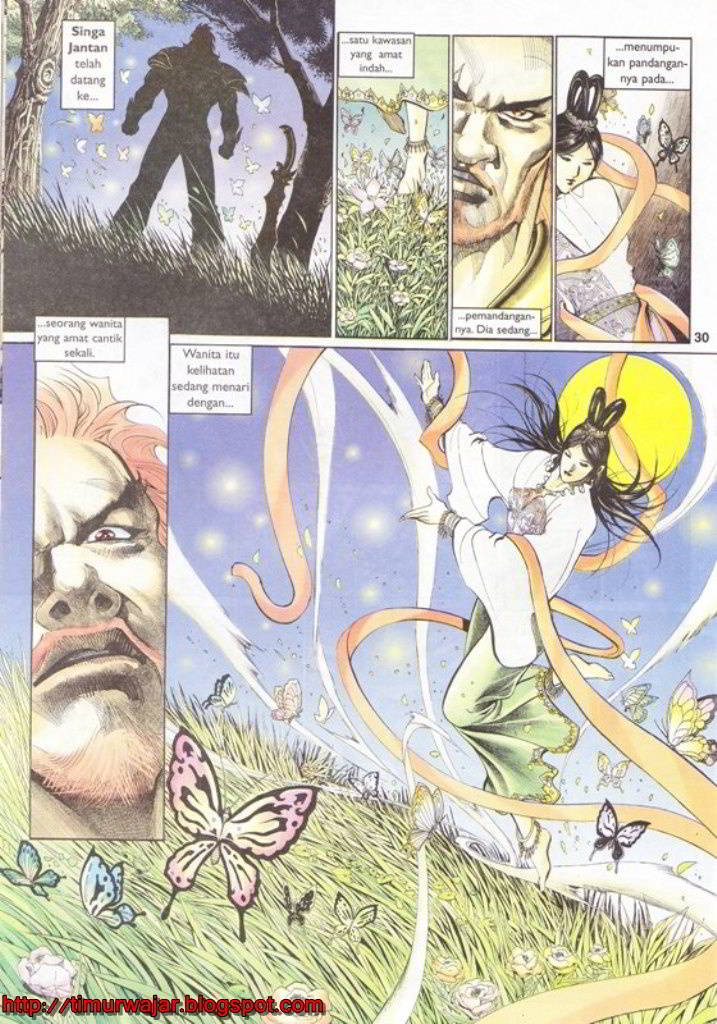 Singa
Jantan
telah
datang
ke...
...satu kawasan
yang amat
indah...
...pemandangan-
nya. Dia sedang...
...menumpu-
kan pandangan-
nya pada...
30
...seorang wanita
yang amat cantik
sekali.
Wanita itu
kelihatan
sedang menari
dengan...
http://timurwajar.blogspot.com